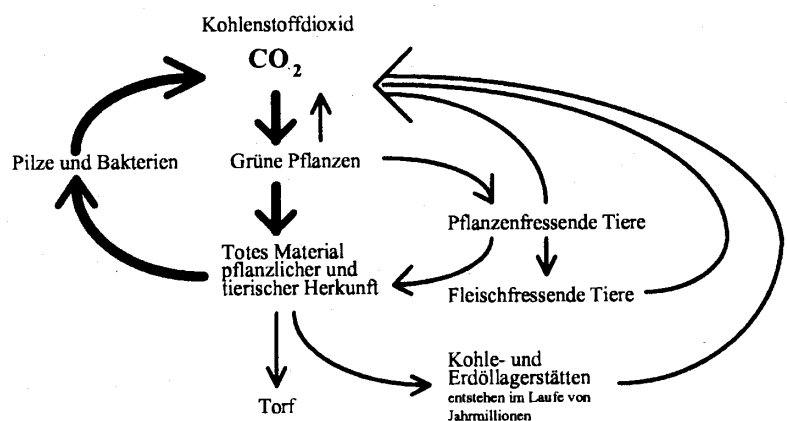 Kohlenstoffdioxid
CO2
Pilze und Bakterien
Grüne Pflanzen
Pflanzenfressende Tiere
Totes Material
pflanzlicher und
tierischer Herkunft
Fleischfressende Tiere
Kohle- und
Erdöllagerstätten
entstehen im Laufe von
Jahrmillionen
Torf